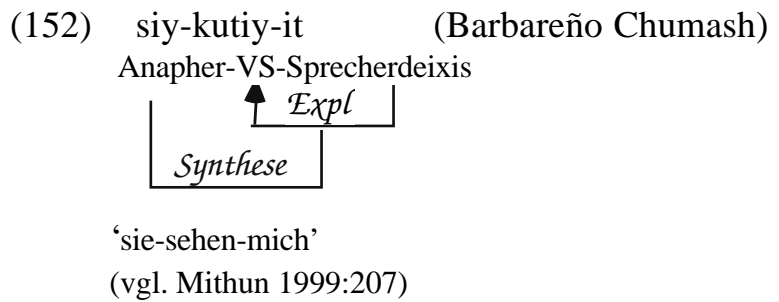 (152) siy-kutiy-it (Barbareño Chumash)
Anapher-VS-Sprecherdeixis
Expl
Synthese
‘sie-sehen-mich’
(vgl. Mithun 1999:207)